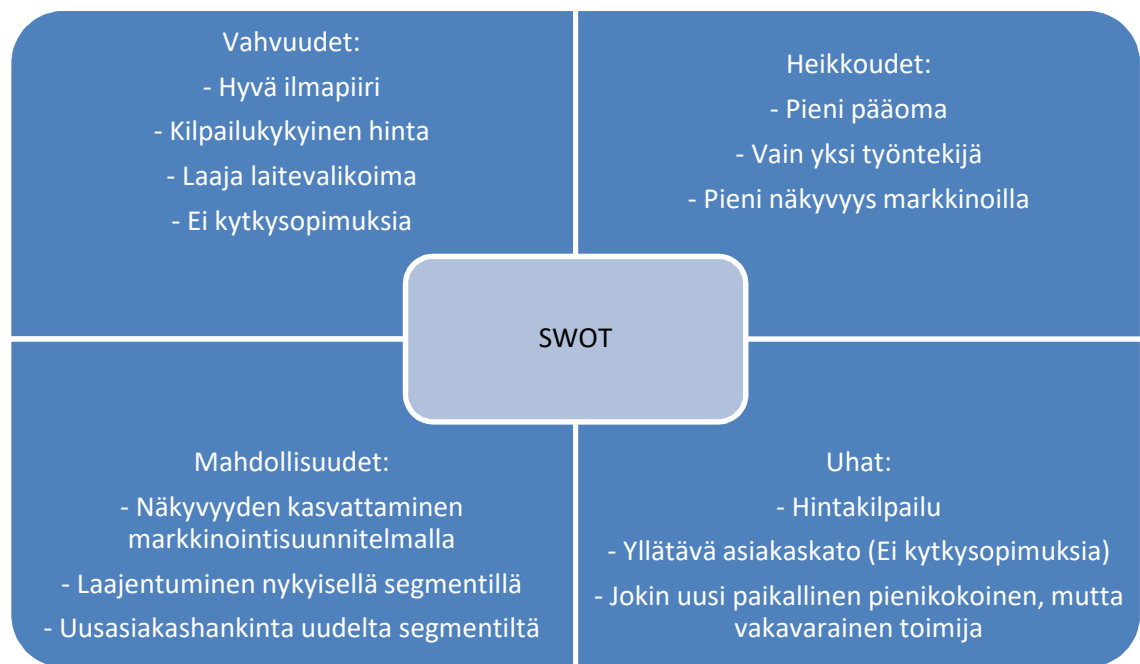 Vahvuudet:
- Hyvä ilmapiiri
- Kilpailukykyinen hinta
- Laaja laitevalikoima
- Ei kytkysopimuksia
Heikkoudet:
- Pieni pääoma
- Vain yksi työntekijä
- Pieni näkyvyys markkinoilla
SWOT
Mahdollisuudet:
- Näkyvyyden kasvattaminen
markkinointisuunnitelmalla
- Laajentuminen nykyisellä segmentillä
- Uusasiakashankinta uudelta segmentiltä
Uhat:
- Hintakilpailu
- Yllätävä asiakaskato (Ei kytkysopimuksia)
- Jokin uusi paikallinen pienikokoinen, mutta
vakavarainen toimija